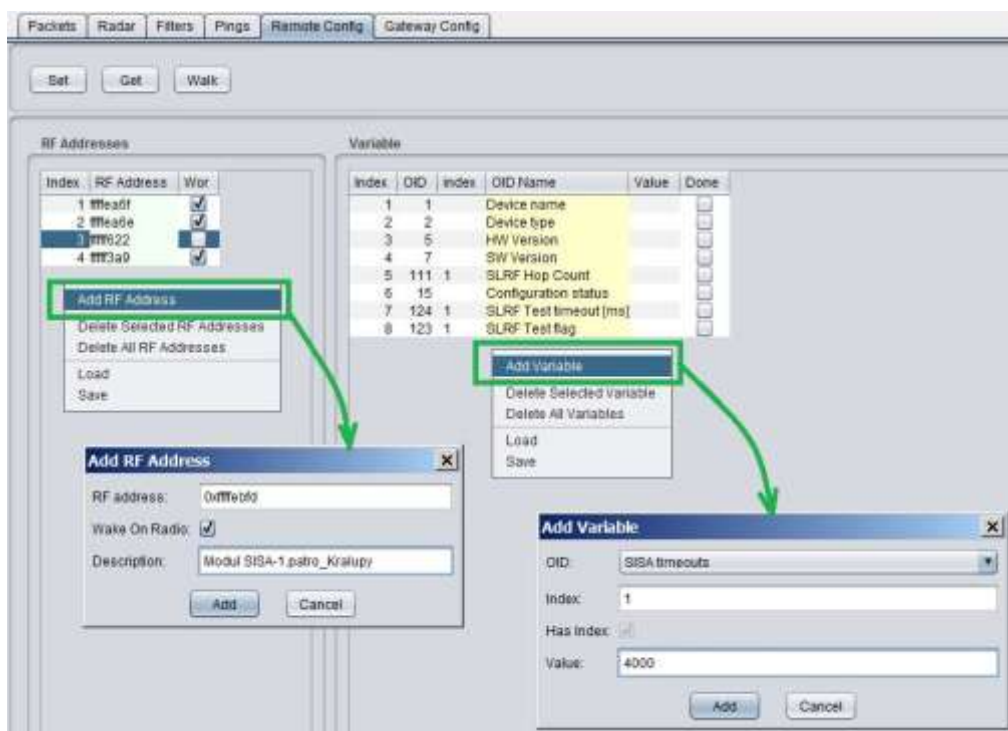 Packets Radar Filters Pings Remote Config Gateway Config
Set Get Walk
RF Addresses
Index RF Address Wor
1
2
3
4 ffff3a9
Add RF Address
Delete Selected RF Addresses
Delete All RF Addresses
Load
Save
Variable
Index OID index OID Name Value Done
1 1 Device name
2 2 Device type
3 5 HW Version
4 7 SW Version
5 111 1 SLRF Hop Count
6 15 Configuration status
7 124 1 SLRF Test timeout [ms]
8 123 1 SLRF Test flag
Add Variable
Delete Selected Variable
Delete All Variables
Load
Save
Add RF Address
RF address:
Wake On Radio:
Description: Modul SISA-1.patro_Kralupy
Add Cancel
Add Variable
OID: SISA timeouts
Index: 1
Has Index:
Value: 4000
Add Cancel